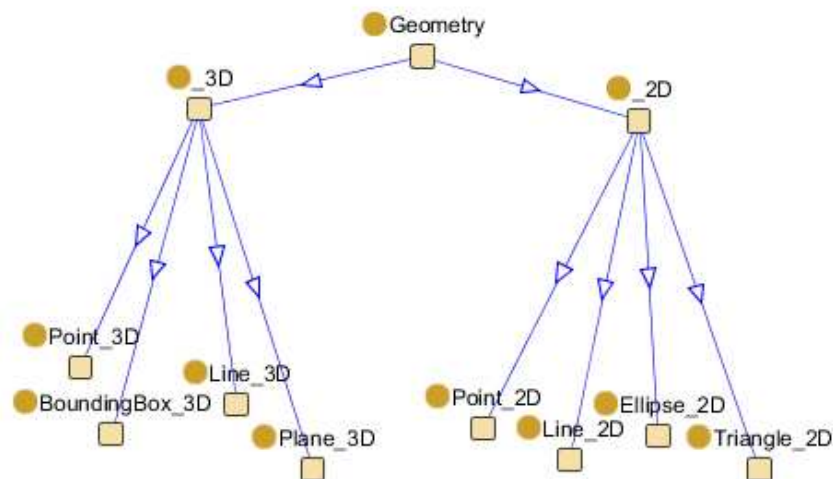 Geometry
_3D
_2D
Point_3D
Line_3D
BoundingBox_3D
Plane_3D
Point_2D
Ellipse_2D
Line_2D
Triangle_2D